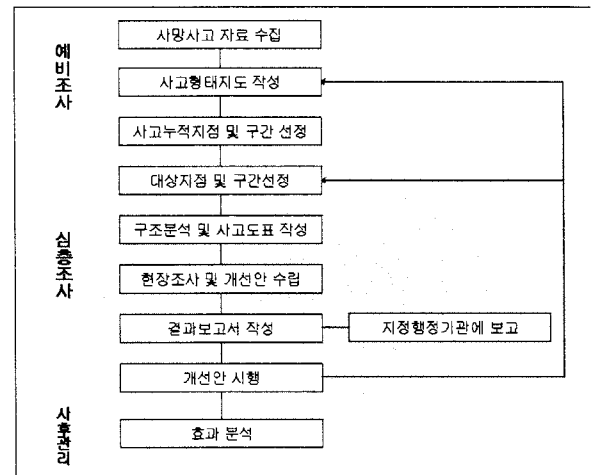 예비조사
사망사고 자료 수집
사고형태지도 작성
사고누적지점 및 구간 선정
대상지점 및 구간선정
심층조사
구조분석 및 사고도표 작성
현장조사 및 개선안 수립
결과보고서 작성
지정행정기관에 보고
개선안 시행
사후관리
효과 분석